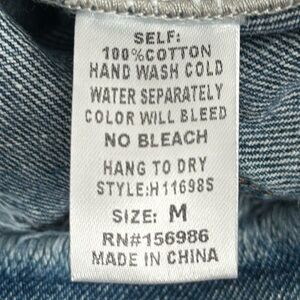 SELF:
100%COTTON
HAND WASH COLD
WATER SEPARATELY
COLOR WILL BLEED
NO BLEACH
HANG TO DRY
STYLE:H11698S
SIZE: M
RN#156986
MADE IN CHINA